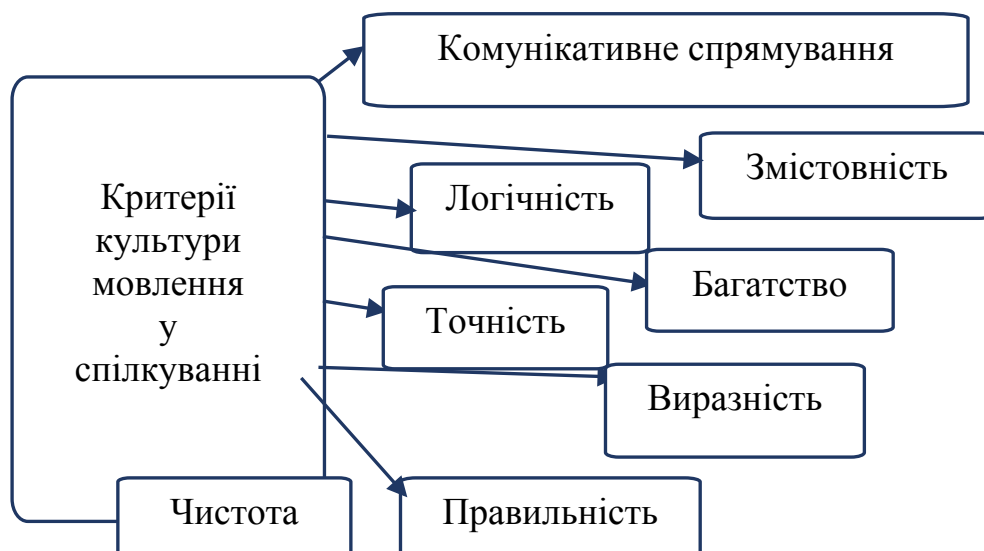 Комунікативне спрямування
Змістовність
Критерії
культури
мовлення
у
спілкуванні
Логічність
Багатство
Точність
Виразність
Чистота
Правильність